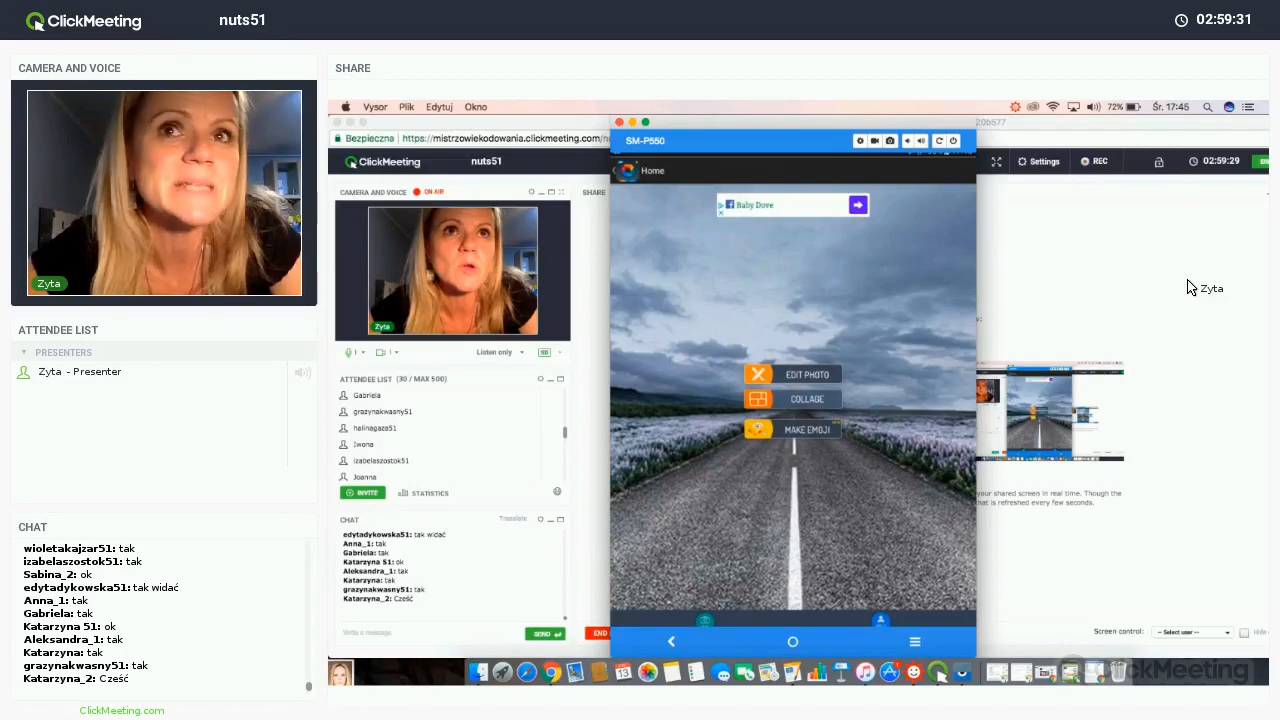 ClickMeeting
nuts51
02:59:31
CAMERA AND VOICE
Zyta
ATTENDEE LIST
PRESENTERS
Zyta - Presenter
CHAT
wioletakajzar51: tak
izabelaszostok51: tak
Sabina_2: ok
edytadykowska51: tak widać
Anna_1: tak
Gabriela: tak
Katarzyna 51: ok
Aleksandra_1: tak
Katarzyna: tak
grazynakwasny51: tak
Katarzyna_2: Cześć
ClickMeeting.com
SHARE
Vysor Plik Edytuj Okno
72% Śr. 17:45
20b577
Bezpieczna https://mistrzowiekodowania.clickmeeting.com/
ClickMeeting
nuts51
Settings
REC
02:59:29
CAMERA AND VOICE ON AIR
SHARE
Zyta
1 1 Listen only HD
ATTENDEE LIST (30 / MAX 500)
Gabriela
grazynakwasny51
halinagaza51
Iwona
izabelaszostok51
Joanna
INVITE STATISTICS
CHAT Translate
edytadykowska51: tak widać
Anna_1: tak
Gabriela: tak
Katarzyna 51: ok
Aleksandra_1: tak
Katarzyna: tak
grazynakwasny51: tak
Katarzyna_2: Cześć
Write a message
SEND
END
SM-P550
Home
Baby Dove
EDIT PHOTO
COLLAGE
MAKE EMOJI
Zyta
your shared screen in real time. Though the
that is refreshed every few seconds.
Screen control: -- Select user --
13
ClickMeeting